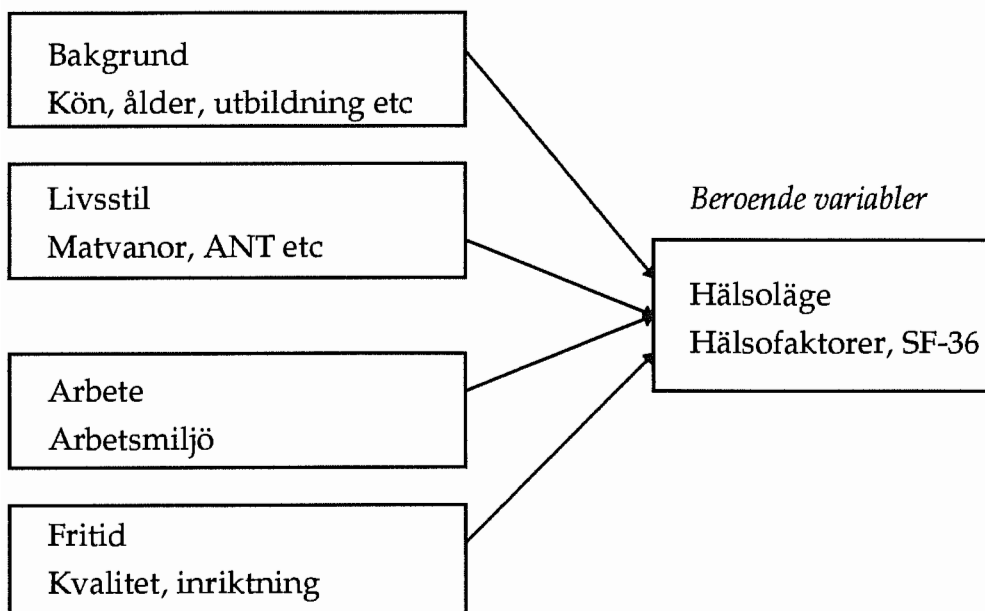 Bakgrund
Kön, ålder, utbildning etc
Livsstil
Matvanor, ANT etc
Beroende variabler
Hälsoläge
Hälsofaktorer, SF-36
Arbete
Arbetsmiljö
Fritid
Kvalitet, inriktning